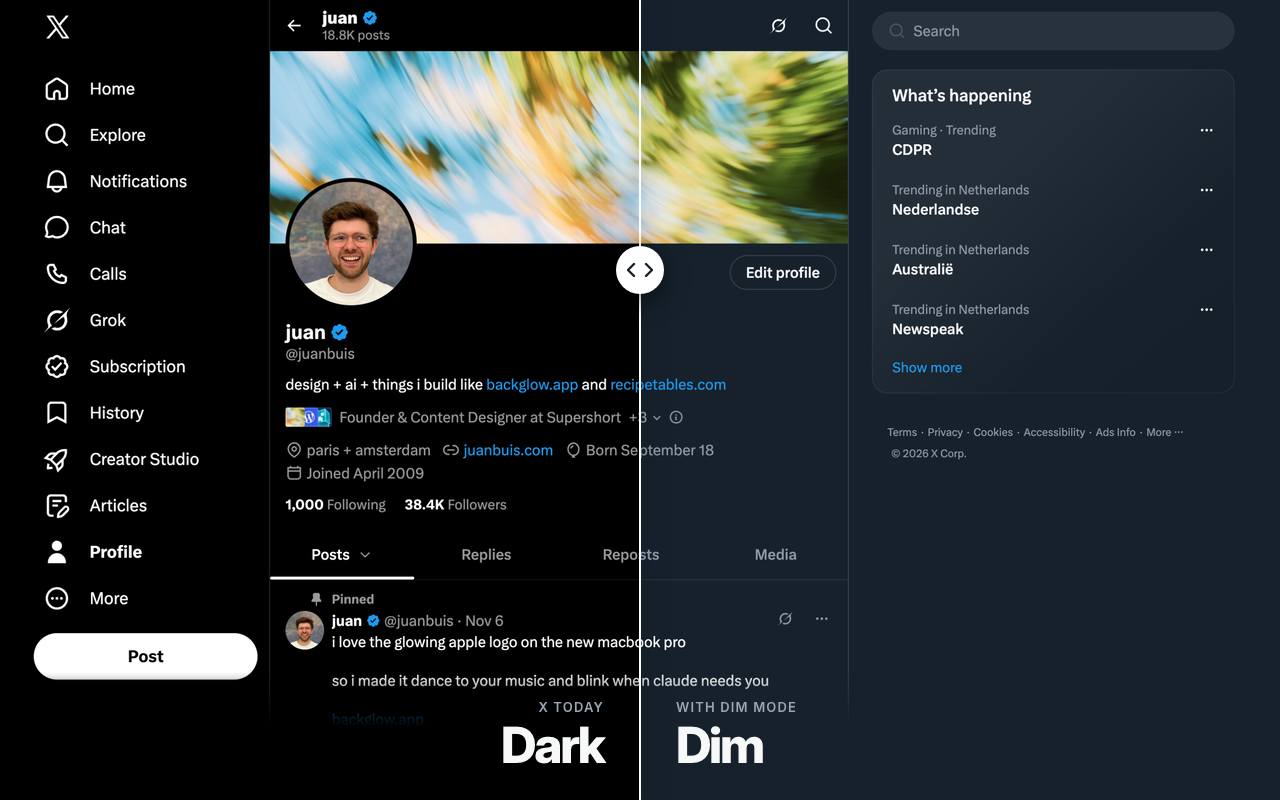 Home
Explore
Notifications
Chat
Calls
Grok
Subscription
History
Creator Studio
Articles
Profile
More
Post
juan
18.8K posts
Edit profile
juan
@juanbuis
design + ai + things i build like backglow.app and recipetables.com
Founder & Content Designer at Supershort +3
paris + amsterdam juanbuis.com Born September 18
Joined April 2009
1,000 Following 38.4K Followers
Posts Replies Reposts Media
Pinned
juan @juanbuis · Nov 6
i love the glowing apple logo on the new macbook pro
so i made it dance to your music and blink when claude needs you
backglow.app
X TODAY
Dark
WITH DIM MODE
Dim
Search
What’s happening
Gaming · Trending
CDPR
Trending in Netherlands
Nederlandse
Trending in Netherlands
Australië
Trending in Netherlands
Newspeak
Show more
Terms · Privacy · Cookies · Accessibility · Ads Info · More ···
© 2026 X Corp.